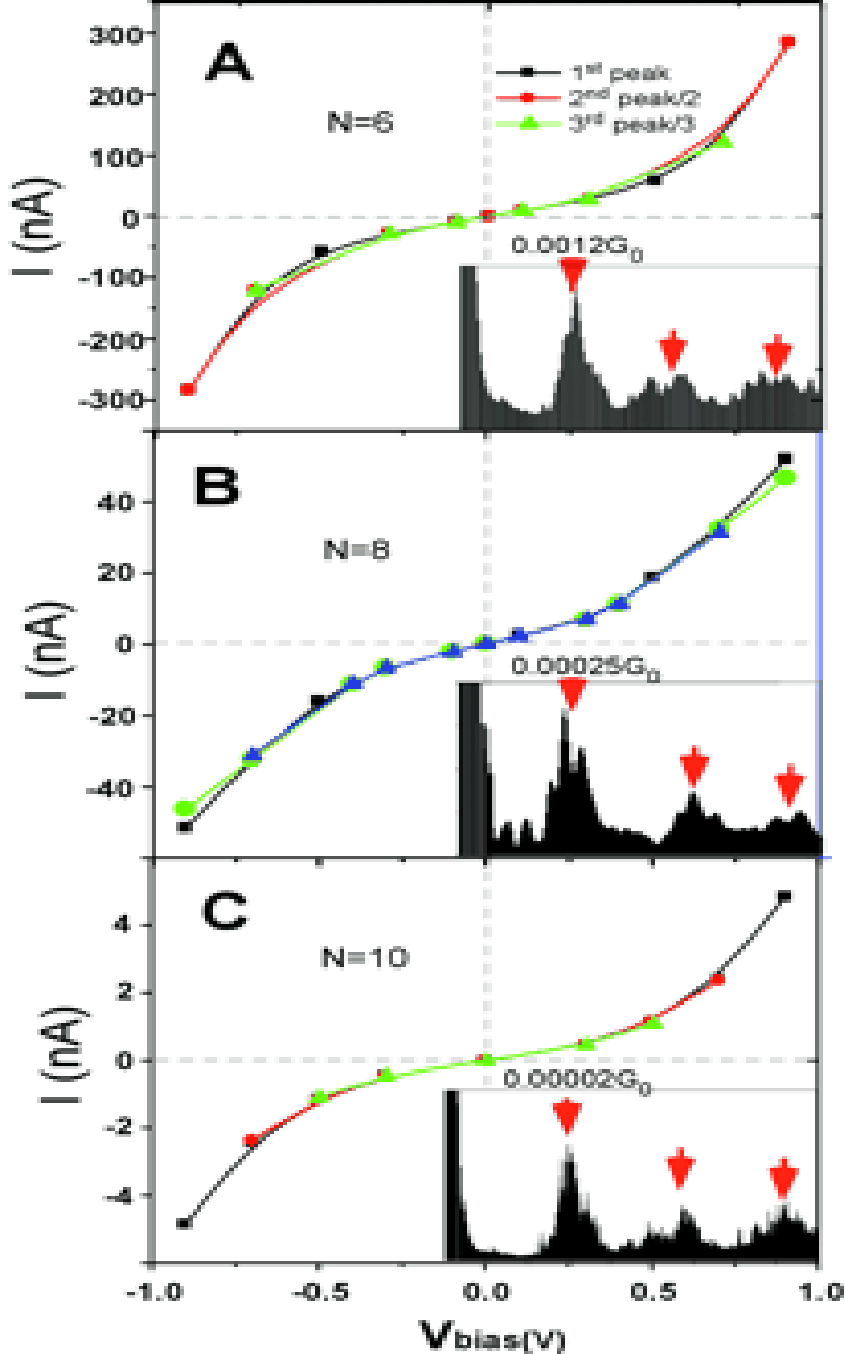 A
300
200
100
0
-100
-200
-300
I (nA)
N=6
1st peak
2nd peak/2
3rd peak/3
0.0012G0
B
40
20
0
-20
-40
I (nA)
N=8
0.00025G0
C
4
2
0
-2
-4
I (nA)
N=10
0.00002G0
-1.0 -0.5 0.0 0.5 1.0
Vbias(V)